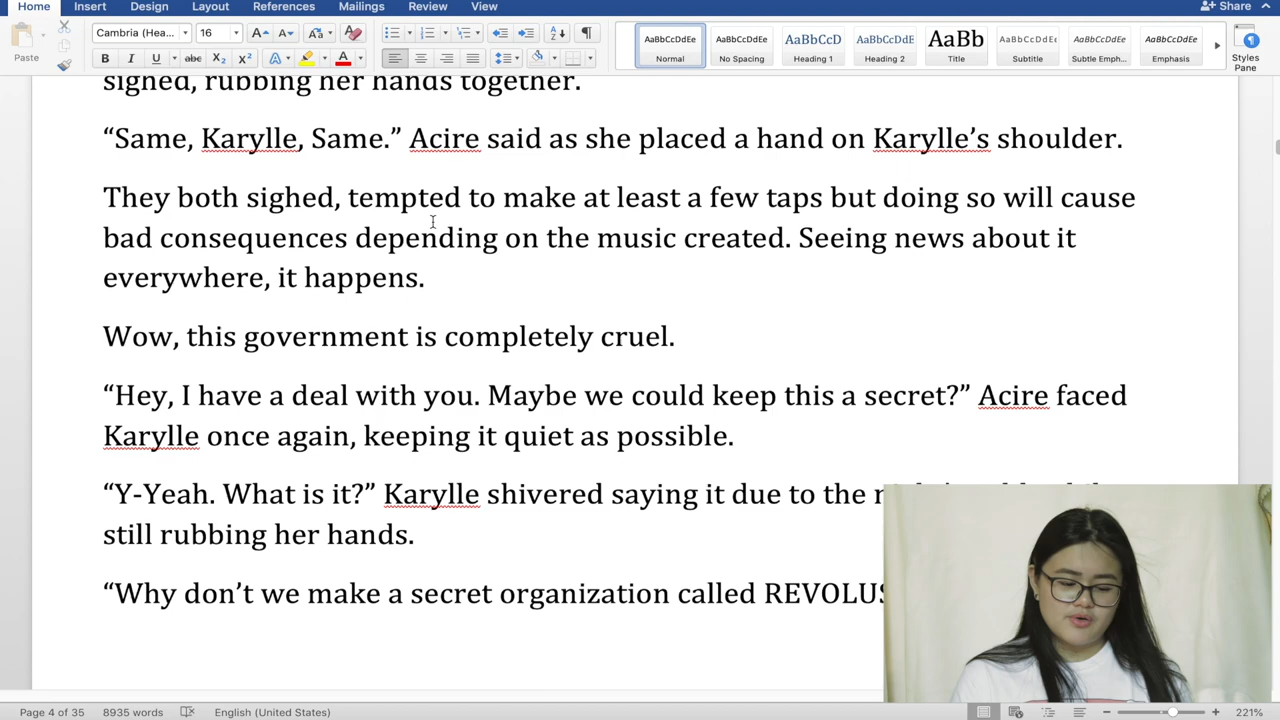 Home Insert Design Layout References Mailings Review View Share
Cambria (Hea... 16
Paste
AaBbCcDdEe AaBbCcDdEe AaBbCcD AaBbCcDdE AaBb AaBbCcDdEe AaBbCcDdEe AaBbCcDdEe
Normal No Spacing Heading 1 Heading 2 Title Subtitle Subtle Emph... Emphasis Styles Pane
sighed, rubbing her hands together.
“Same, Karylle, Same.” Acire said as she placed a hand on Karylle’s shoulder.
They both sighed, tempted to make at least a few taps but doing so will cause
bad consequences depending on the music created. Seeing news about it
everywhere, it happens.
Wow, this government is completely cruel.
“Hey, I have a deal with you. Maybe we could keep this a secret?” Acire faced
Karylle once again, keeping it quiet as possible.
“Y-Yeah. What is it?” Karylle shivered saying it due to the
still rubbing her hands.
“Why don’t we make a secret organization called REVOLUS
Page 4 of 35 8935 words English (United States) 221%